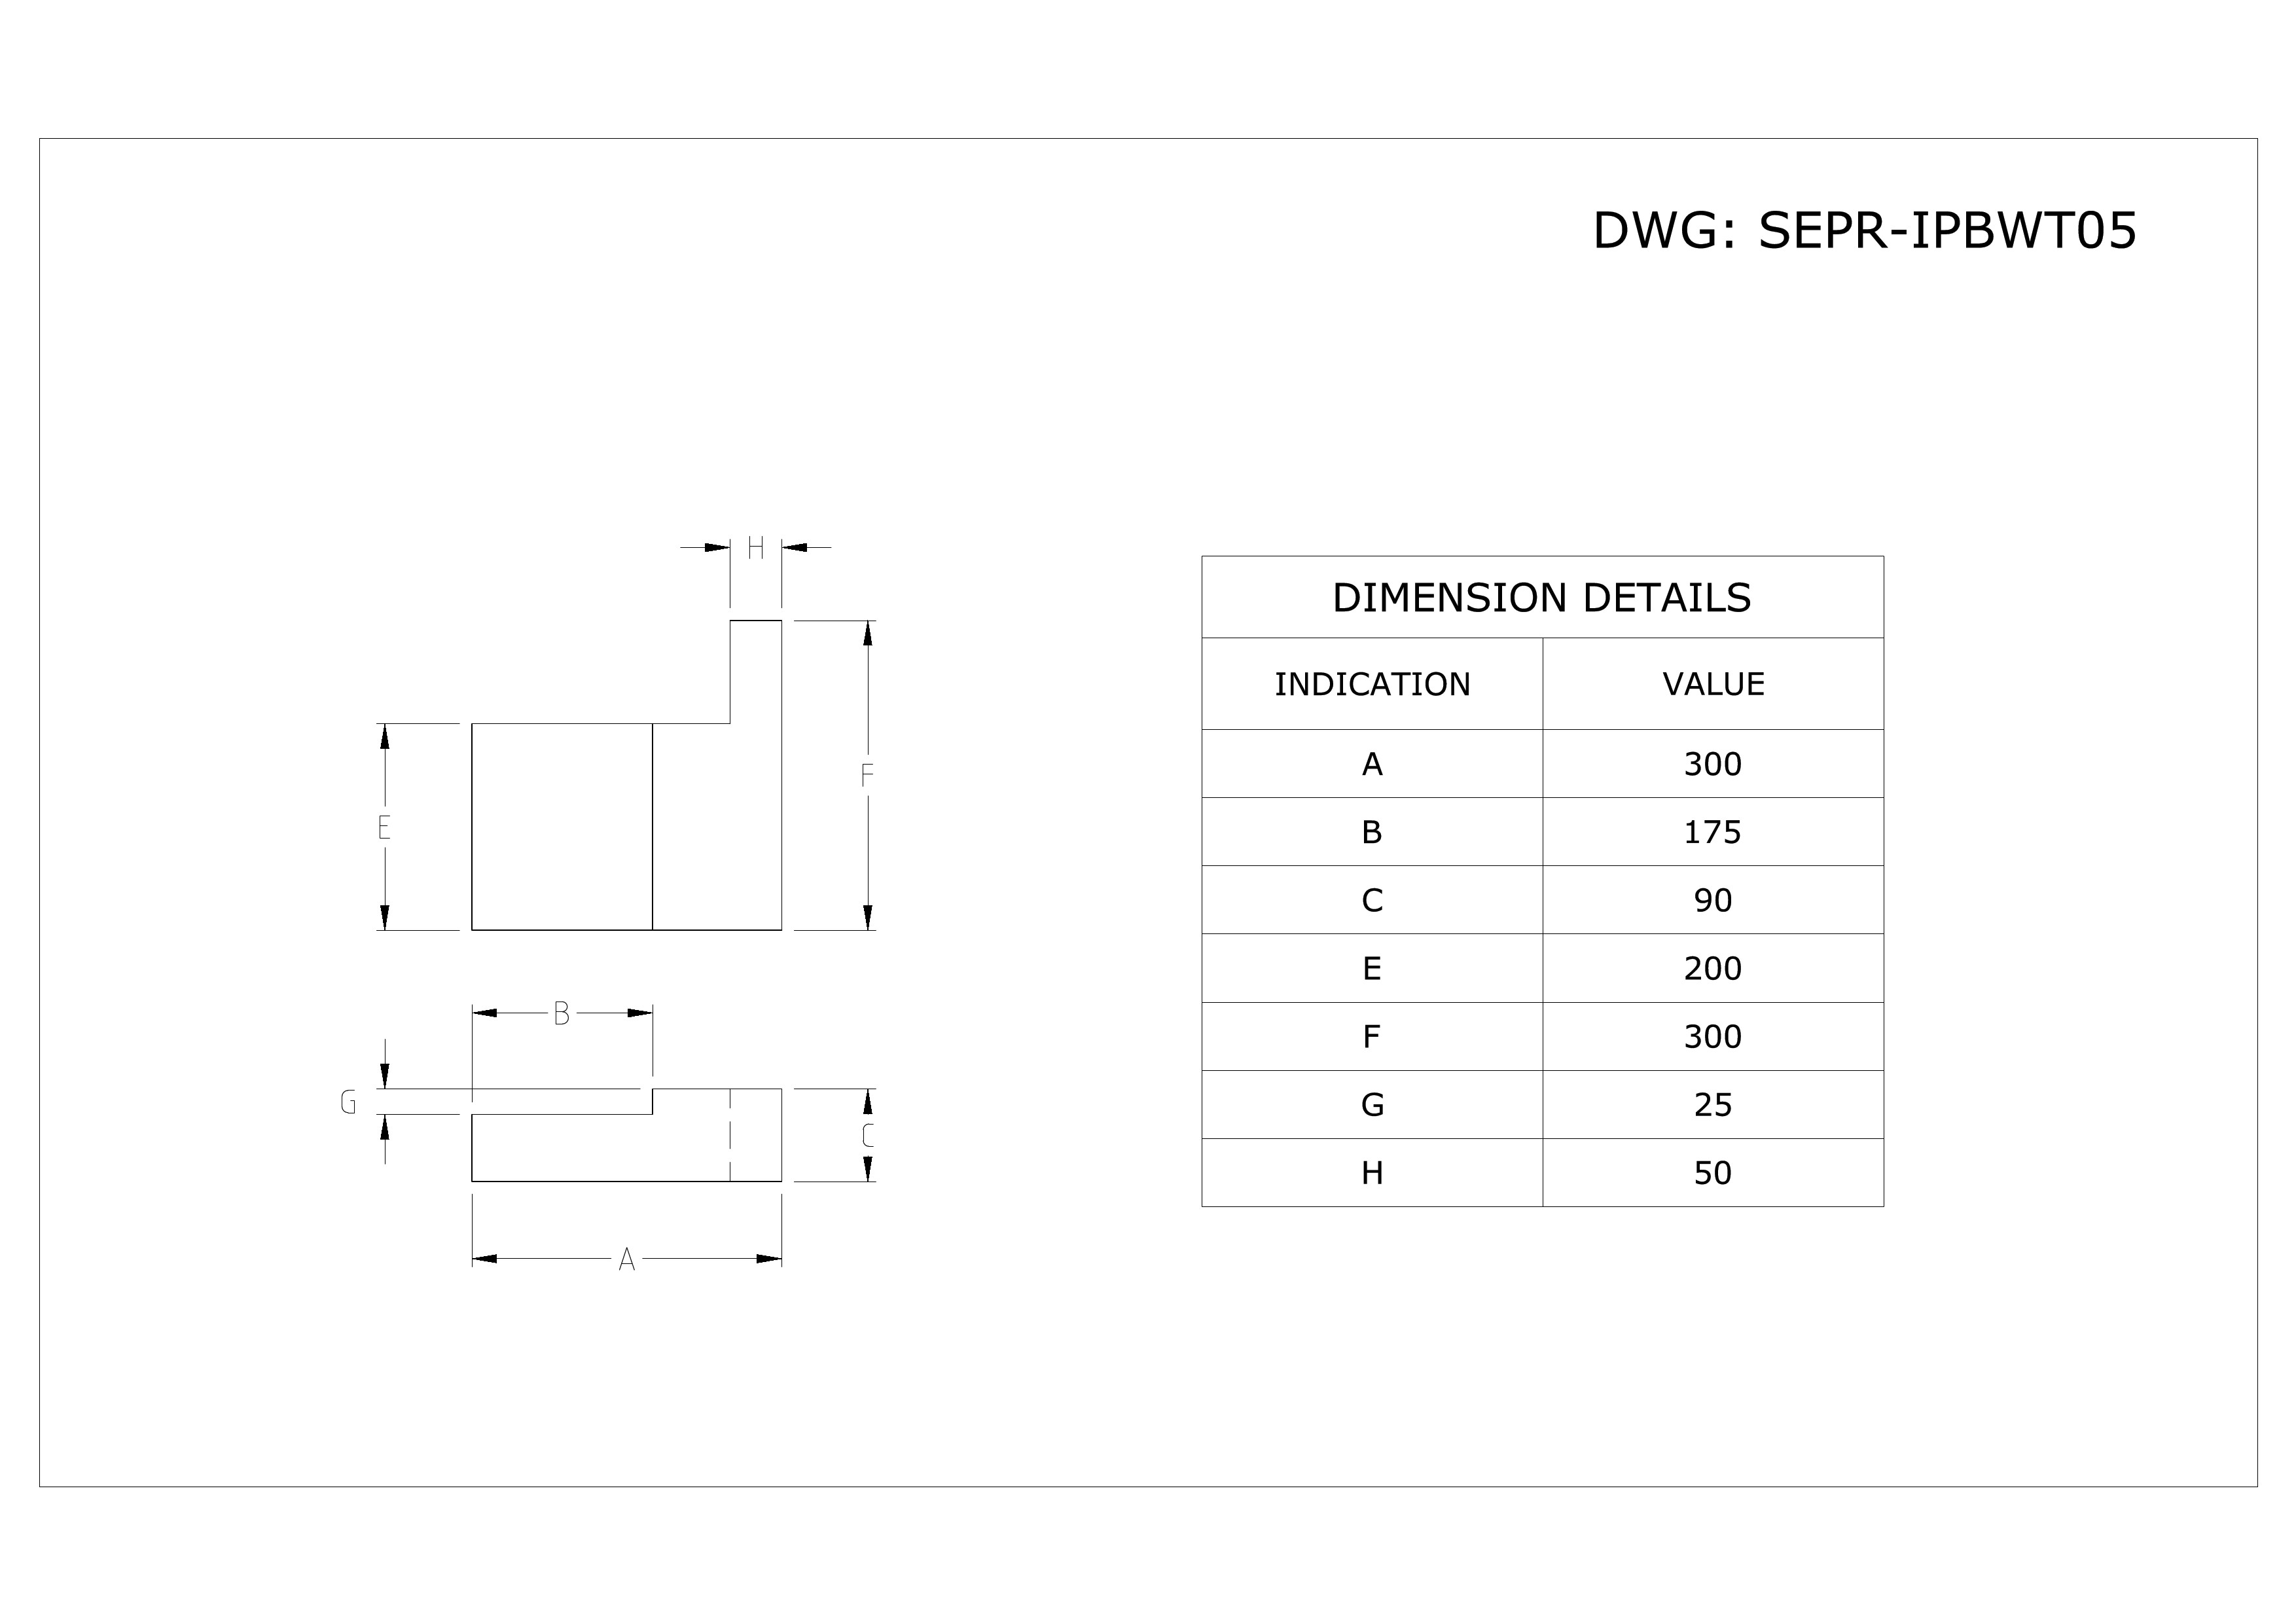 DWG: SEPR-IPBWT05
H
F
E
B
G
C
A
DIMENSION DETAILS
INDICATION VALUE
A 300
B 175
C 90
E 200
F 300
G 25
H 50